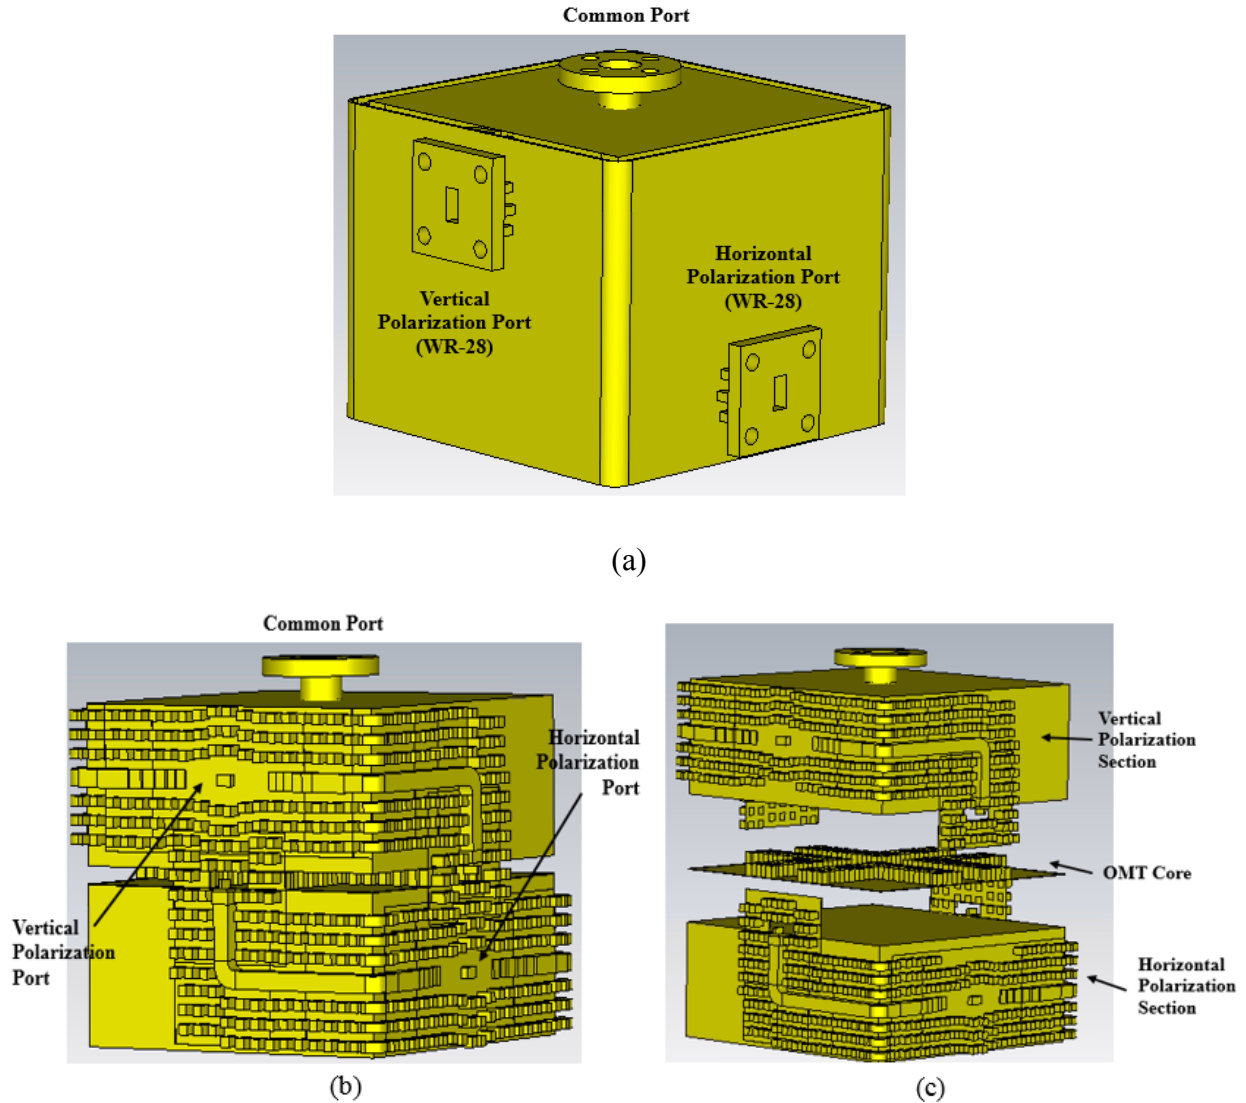 Common Port
Vertical
Polarization Port
(WR-28)
Horizontal
Polarization Port
(WR-28)
(a)
Common Port
Horizontal
Polarization
Port
Vertical
Polarization
Port
(b)
Vertical
Polarization
Section
OMT Core
Horizontal
Polarization
Section
(c)